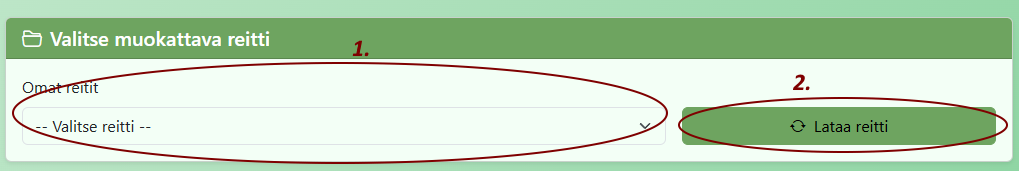 Valitse muokattava reitti
1.
Omat reitit
2.
-- Valitse reitti --
Lataa reitti